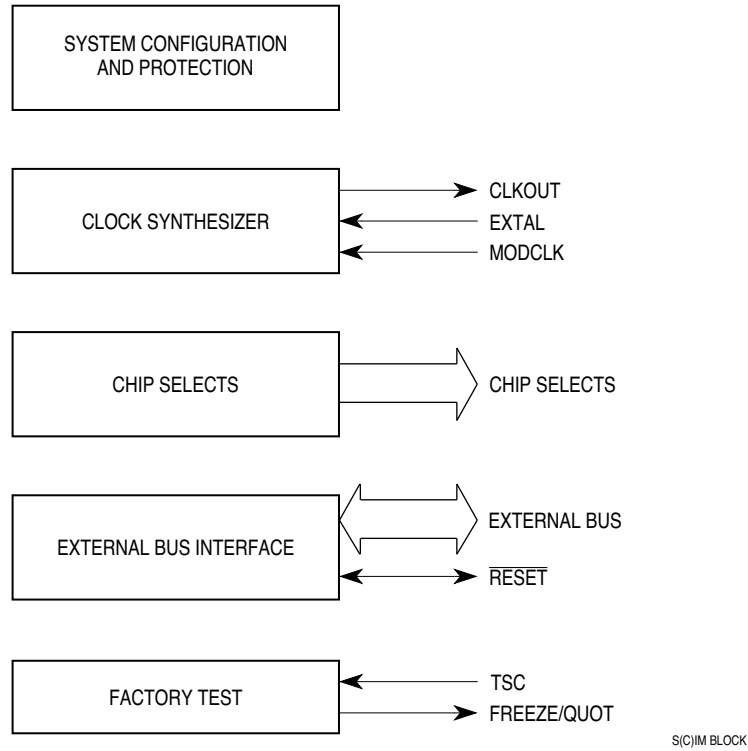 SYSTEM CONFIGURATION
AND PROTECTION
CLOCK SYNTHESIZER
CLKOUT
EXTAL
MODCLK
CHIP SELECTS
CHIP SELECTS
EXTERNAL BUS INTERFACE
EXTERNAL BUS
RESET
FACTORY TEST
TSC
FREEZE/QUOT
S(C)IM BLOCK